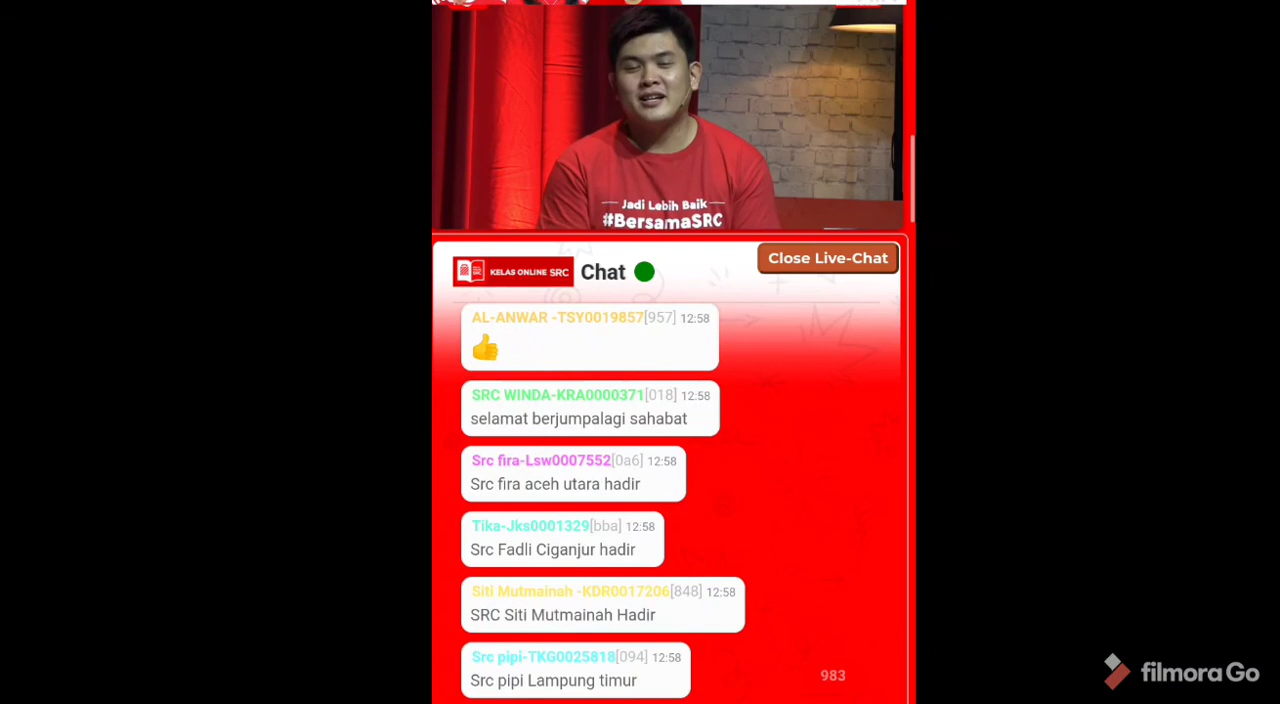 Jadi Lebih Baik
#BersamaSRC
KELAS ONLINE SRC
Chat
Close Live-Chat
AL-ANWAR -TSY0019857[957] 12:58
👍
SRC WINDA-KRA0000371[018] 12:58
selamat berjumpalagi sahabat
Src fira-Lsw0007552[0a6] 12:58
Src fira aceh utara hadir
Tika-Jks0001329[bba] 12:58
Src Fadli Ciganjur hadir
Siti Mutmainah -KDR0017206[848] 12:58
SRC Siti Mutmainah Hadir
Src pipi-TKG0025818[094] 12:58
Src pipi Lampung timur
983
filmoraGo